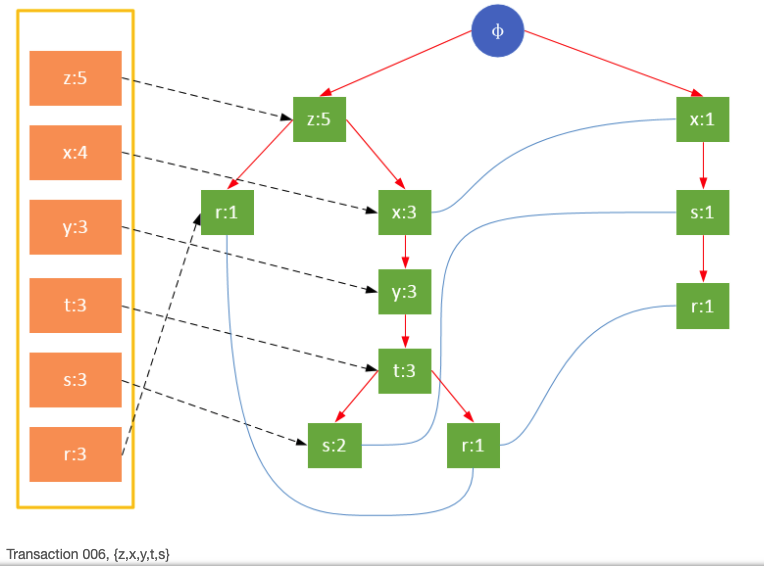 ф
z:5
z:5
x:1
x:4
r:1
x:3
s:1
y:3
y:3
r:1
t:3
t:3
s:3
s:2
r:1
r:3
Transaction 006, {z,x,y,t,s}